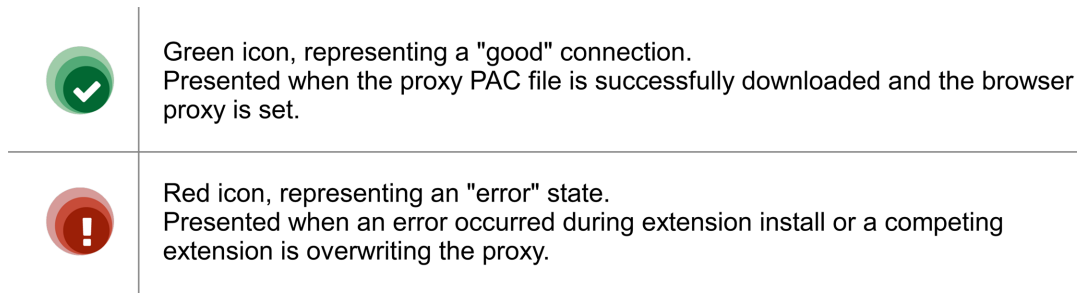 Green icon, representing a "good" connection.
Presented when the proxy PAC file is successfully downloaded and the browser
proxy is set.
Red icon, representing an "error" state.
Presented when an error occurred during extension install or a competing
extension is overwriting the proxy.